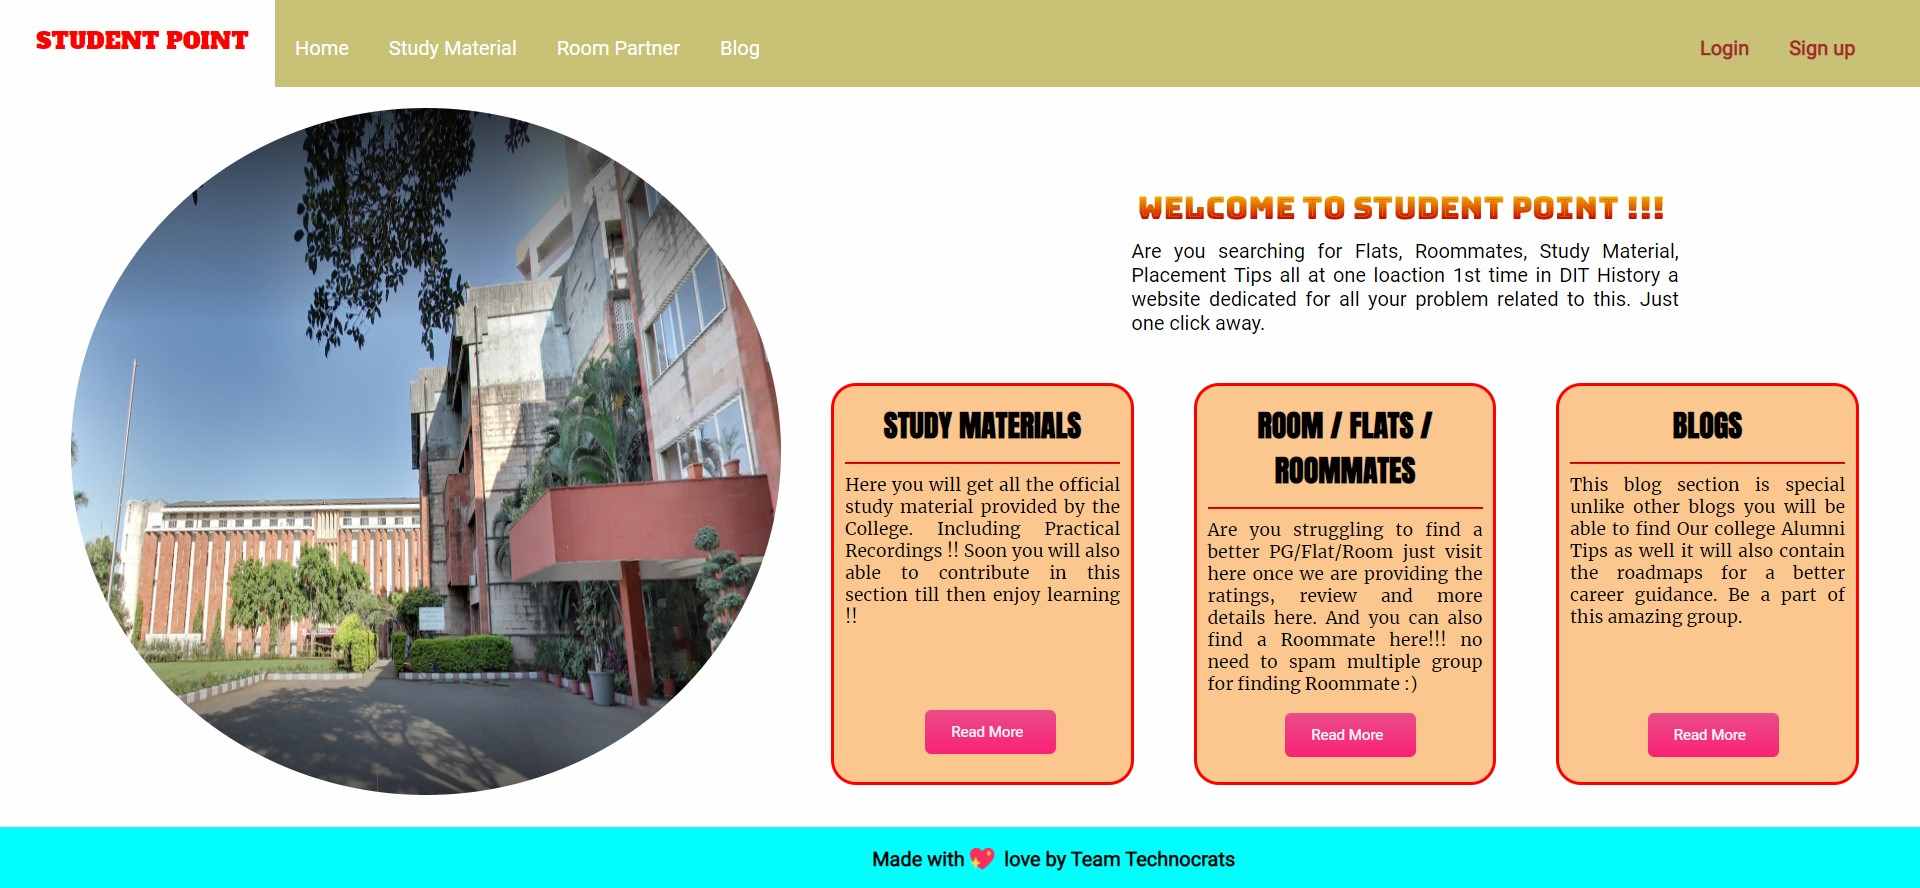 STUDENT POINT
Home Study Material Room Partner Blog Login Sign up
WELCOME TO STUDENT POINT !!!
Are you searching for Flats, Roommates, Study Material,
Placement Tips all at one loaction 1st time in DIT History a
website dedicated for all your problem related to this. Just
one click away.
STUDY MATERIALS
Here you will get all the official
study material provided by the
College. Including Practical
Recordings !! Soon you will also
able to contribute in this
section till then enjoy learning
!!
Read More
ROOM / FLATS /
ROOMMATES
Are you struggling to find a
better PG/Flat/Room just visit
here once we are providing the
ratings, review and more
details here. And you can also
find a Roommate here!!! no
need to spam multiple group
for finding Roommate :)
Read More
BLOGS
This blog section is special
unlike other blogs you will be
able to find Our college Alumni
Tips as well it will also contain
the roadmaps for a better
career guidance. Be a part of
this amazing group.
Read More
Made with 💖 love by Team Technocrats